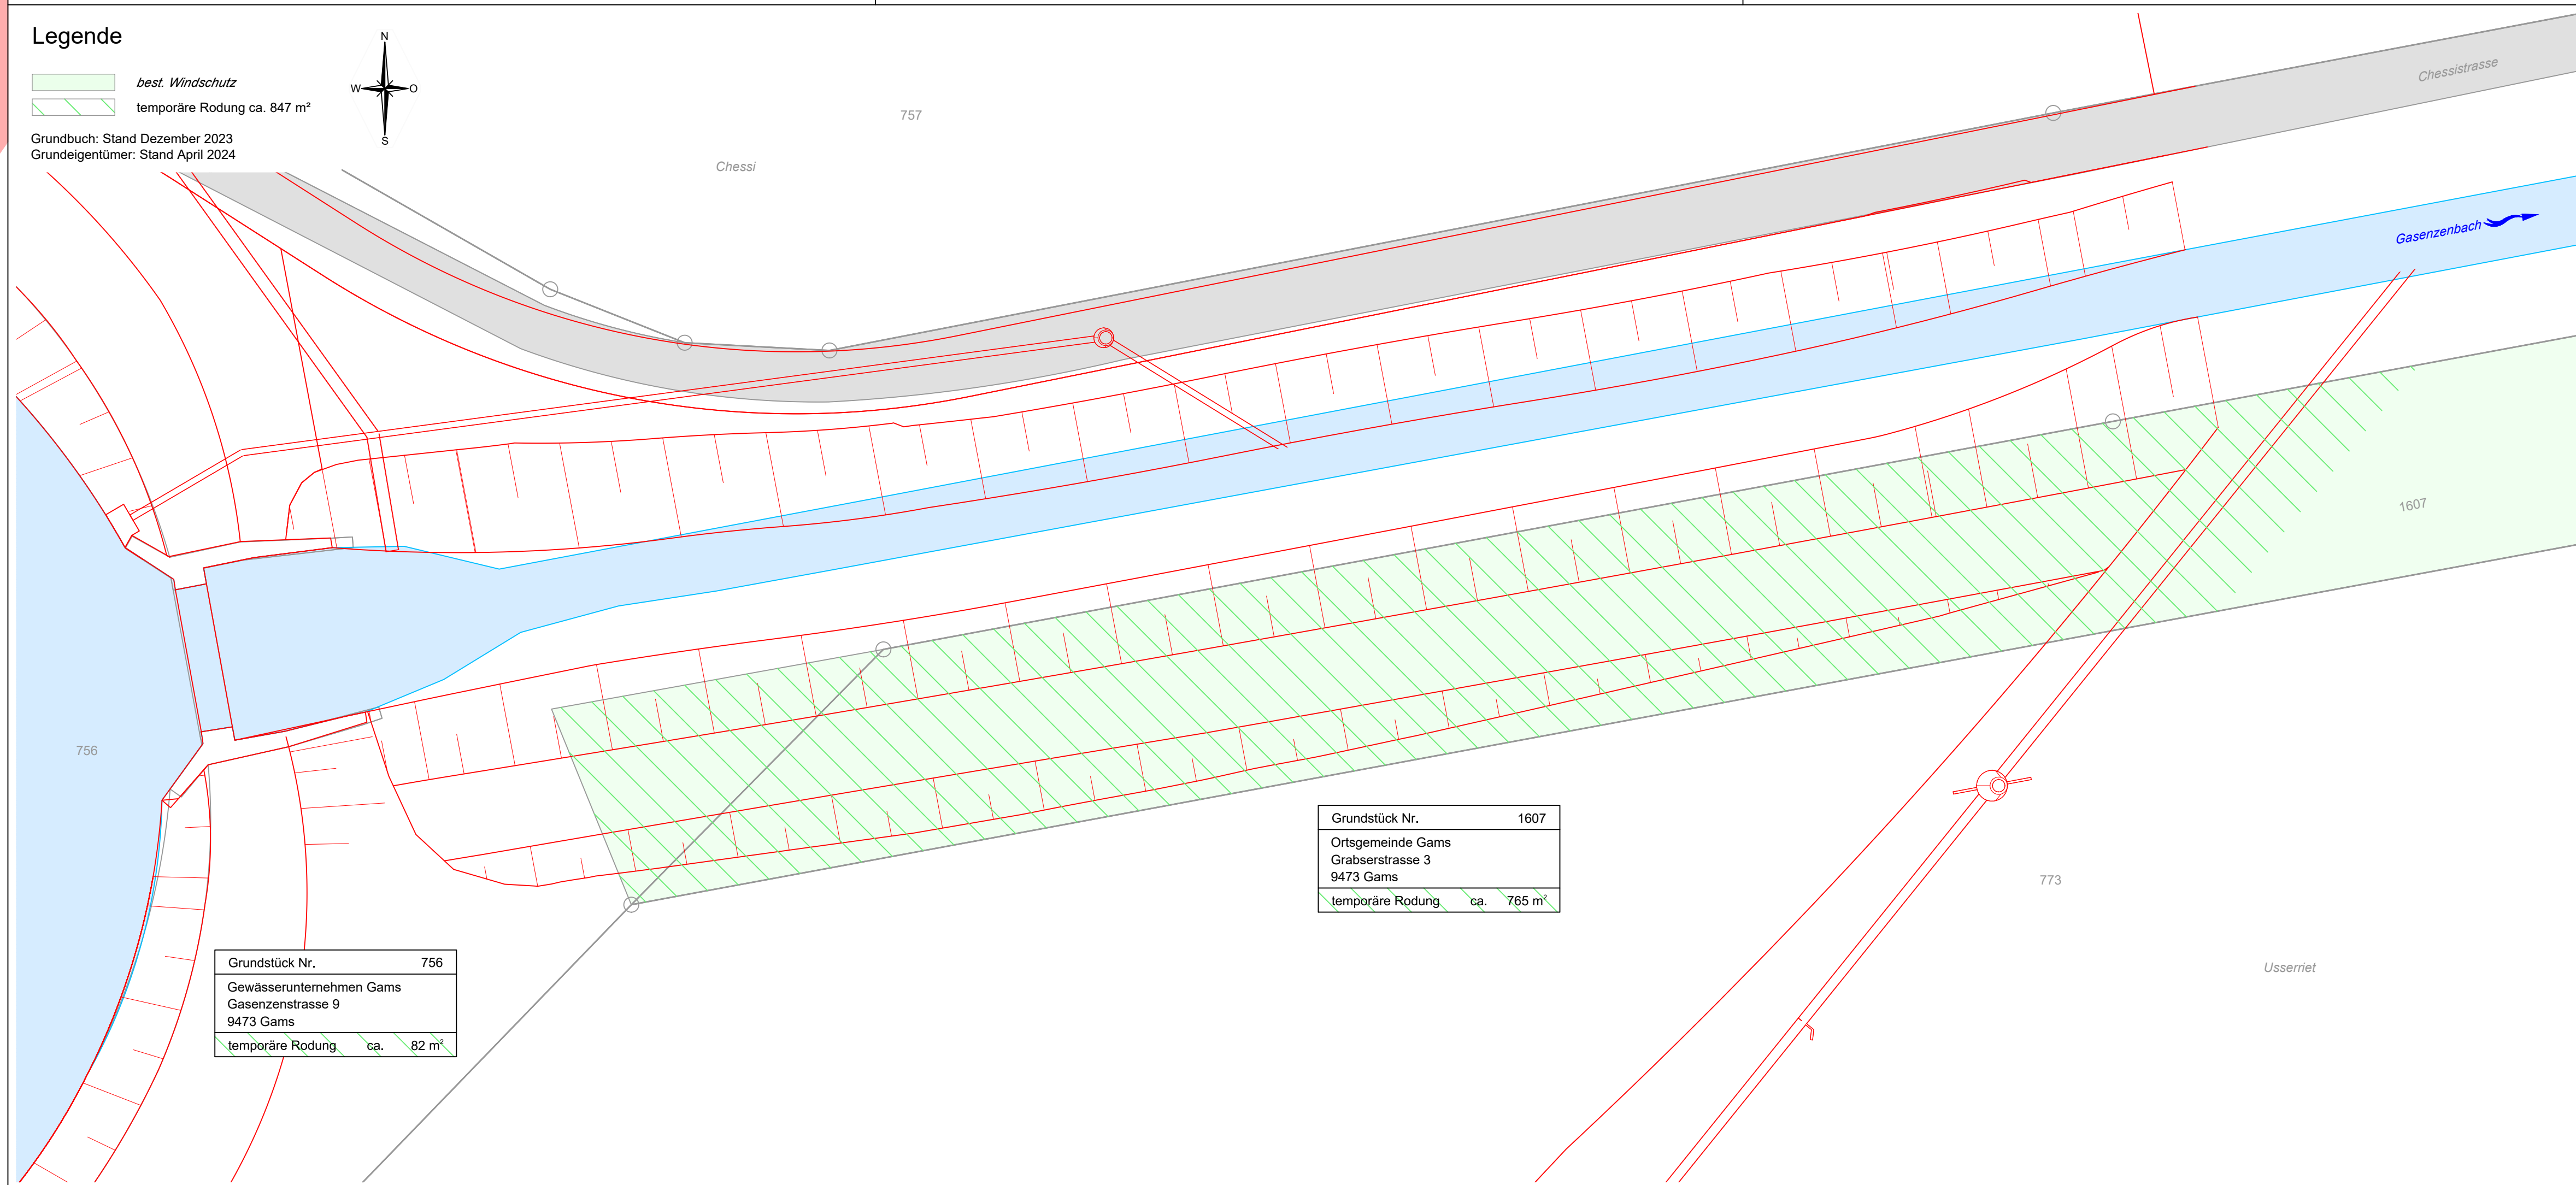 Legende
best. Windschutz
temporäre Rodung ca. 847 m²
Grundbuch: Stand Dezember 2023
Grundeigentümer: Stand April 2024
N
W O
S
757
Chessi
Chessistrasse
Gasenzenbach
1607
756
Grundstück Nr. 1607
Ortsgemeinde Gams
Grabserstrasse 3
9473 Gams
temporäre Rodung ca. 765 m²
773
Usserriet
Grundstück Nr. 756
Gewässerunternehmen Gams
Gasenzenstrasse 9
9473 Gams
temporäre Rodung ca. 82 m²